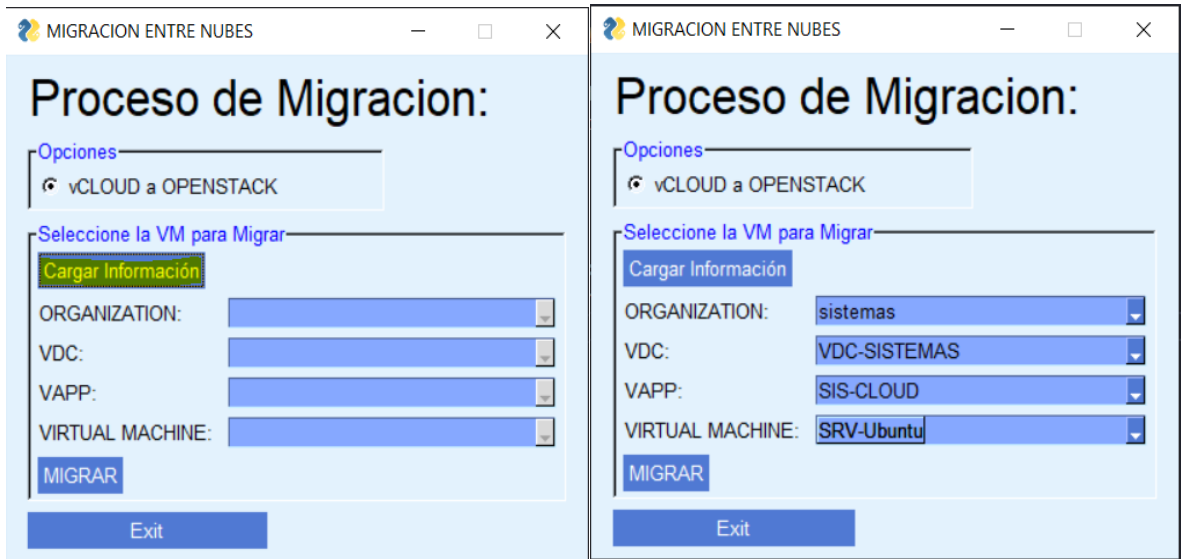 MIGRACION ENTRE NUBES
Proceso de Migracion:
Opciones
vCLOUD a OPENSTACK
Seleccione la VM para Migrar
Cargar Información
ORGANIZATION:
VDC:
VAPP:
VIRTUAL MACHINE:
MIGRAR
Exit
MIGRACION ENTRE NUBES
Proceso de Migracion:
Opciones
vCLOUD a OPENSTACK
Seleccione la VM para Migrar
Cargar Información
ORGANIZATION: sistemas
VDC: VDC-SISTEMAS
VAPP: SIS-CLOUD
VIRTUAL MACHINE: SRV-Ubuntu
MIGRAR
Exit